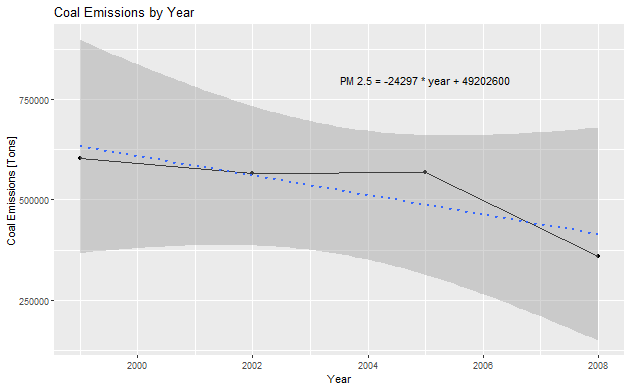 Coal Emissions by Year
PM 2.5 = -24297 * year + 49202600
750000
500000
250000
Coal Emissions [Tons]
2000 2002 2004 2006 2008
Year